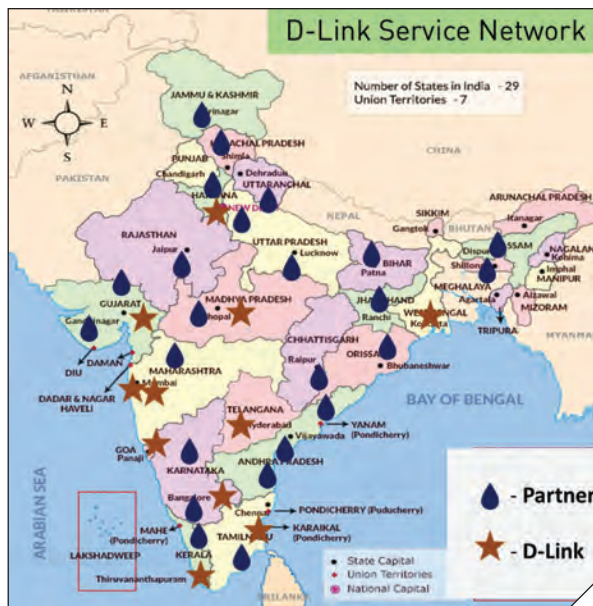 D-Link Service Network
AFGHANISTHAN
Number of States in India - 29
Union Territories - 7
N
W
E
S
JAMMU & KASHMIR
rinagar
CHINA
HIMACHAL PRADESH
Shimla
PUNJAB
Chandigarh
Dehradun
UTTARANCHAL
PAKISTAN
HARYANA
NEW DELHI
NEPAL
ARUNACHAL PRADESH
SIKKIM
Itanagar
Gangtok
BHUTAN
RAJASTHAN
Jaipur
UTTAR PRADESH
Lucknow
BIHAR
Patna
Dispur
ASSAM
NAGALAN
Kohima
Shillong
Imphal
MANIPUR
MEGHALAYA
GUJARAT
Gandhinagar
MADHYA PRADESH
Bhopal
JHARKHAND
Ranchi
WEST BENGAL
Kolkata
Agartala
Aizawal
MIZORAM
TRIPURA
MYANMA
CHHATTISGARH
Raipur
ORISSA
Bhubaneshwar
DIU
DAMAN
MAHARASHTRA
Mumbai
DADAR & NAGAR
HAVELI
TELANGANA
Hyderabad
BAY OF BENGAL
YANAM
(Pondicherry)
Vijayawada
GOA
Panaji
KARNATAKA
ANDHRA PRADESH
ARABIAN SEA
Bangalore
Chennai
PONDICHERRY (Puducherry)
MAHE
(Pondicherry)
KARAIKAL
(Pondicherry)
TAMILNADU
LAKSHADWEEP
KERALA
Thiruvananthapuram
SRILANK
- Partner
- D-Link
State Capital
Union Territories
National Capital